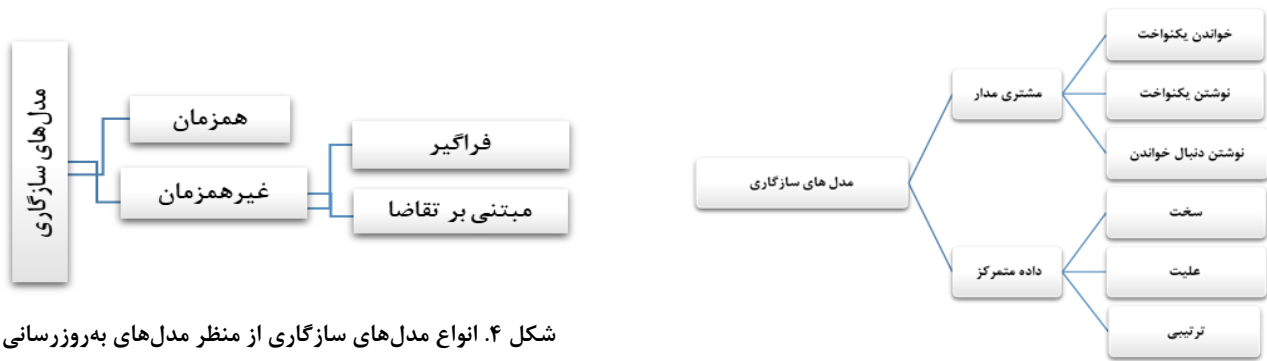 مدل‌های سازگاری
همزمان
غیرهمزمان
فراگیر
مبتنی بر تقاضا
شکل ۴. انواع مدل‌های سازگاری از منظر مدل‌های به‌روزرسانی
مدل های سازگاری
مشتری مدار
داده متمرکز
خواندن یکنواخت
نوشتن یکنواخت
نوشتن دنبال خواندن
سخت
علیت
ترتیبی